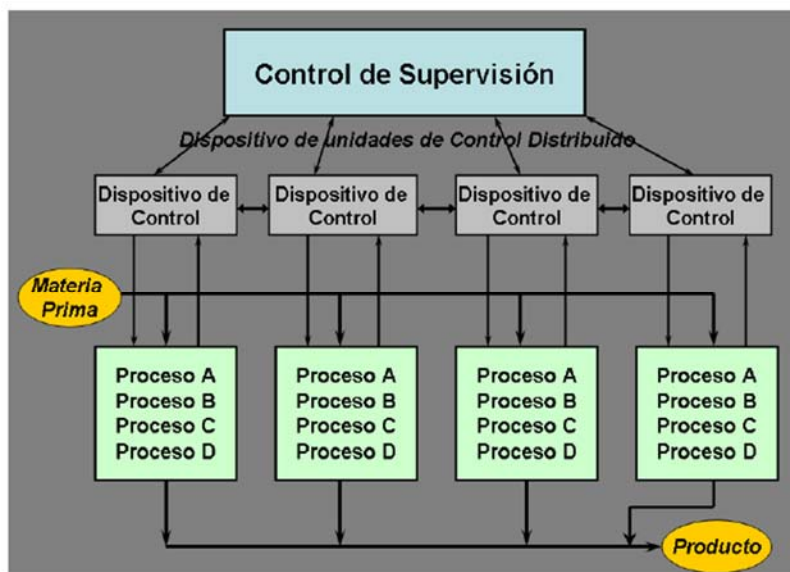 Control de Supervisión
Dispositivo de unidades de Control Distribuido
Dispositivo de
Control
Dispositivo de
Control
Dispositivo de
Control
Dispositivo de
Control
Materia
Prima
Proceso A
Proceso B
Proceso C
Proceso D
Proceso A
Proceso B
Proceso C
Proceso D
Proceso A
Proceso B
Proceso C
Proceso D
Proceso A
Proceso B
Proceso C
Proceso D
Producto